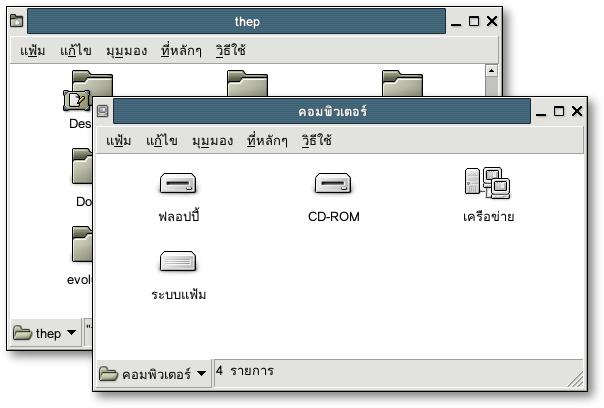 thep
แฟ้ม แก้ไข มุมมอง ที่หลักๆ วิธีใช้
Des
Do
evol
thep
คอมพิวเตอร์
แฟ้ม แก้ไข มุมมอง ที่หลักๆ วิธีใช้
ฟลอปปี้ CD-ROM เครือข่าย
ระบบแฟ้ม
คอมพิวเตอร์ 4 รายการ